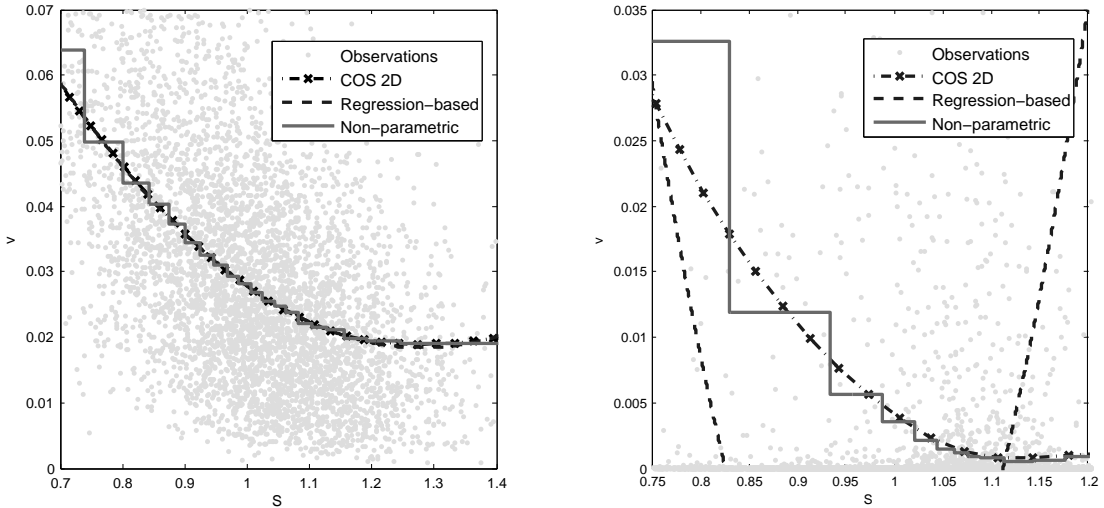 0.07
0.06
0.05
0.04
0.03
0.02
0.01
0
v
0.7
0.8
0.9
1
1.1
1.2
1.3
1.4
S
Observations
COS 2D
Regression−based
Non−parametric
0.035
0.03
0.025
0.02
0.015
0.01
0.005
0
v
0.75
0.8
0.85
0.9
0.95
1
1.05
1.1
1.15
1.2
S
Observations
COS 2D
Regression−based
Non−parametric